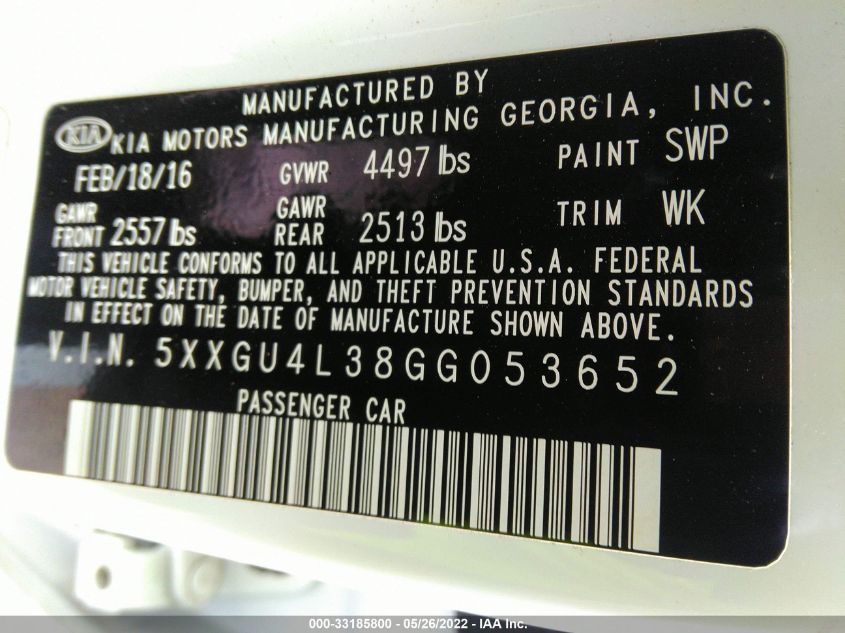 MANUFACTURED BY
KIA KIA MOTORS MANUFACTURING GEORGIA, INC.
FEB/18/16 GVWR 4497 lbs PAINT SWP
GAWR FRONT 2557 lbs GAWR REAR 2513 lbs TRIM WK
THIS VEHICLE CONFORMS TO ALL APPLICABLE U.S.A. FEDERAL
MOTOR VEHICLE SAFETY, BUMPER, AND THEFT PREVENTION STANDARDS
IN EFFECT ON THE DATE OF MANUFACTURE SHOWN ABOVE.
V.I.N. 5XXGU4L38GG053652
PASSENGER CAR
000-33185800 - 05/26/2022 - IAA Inc.